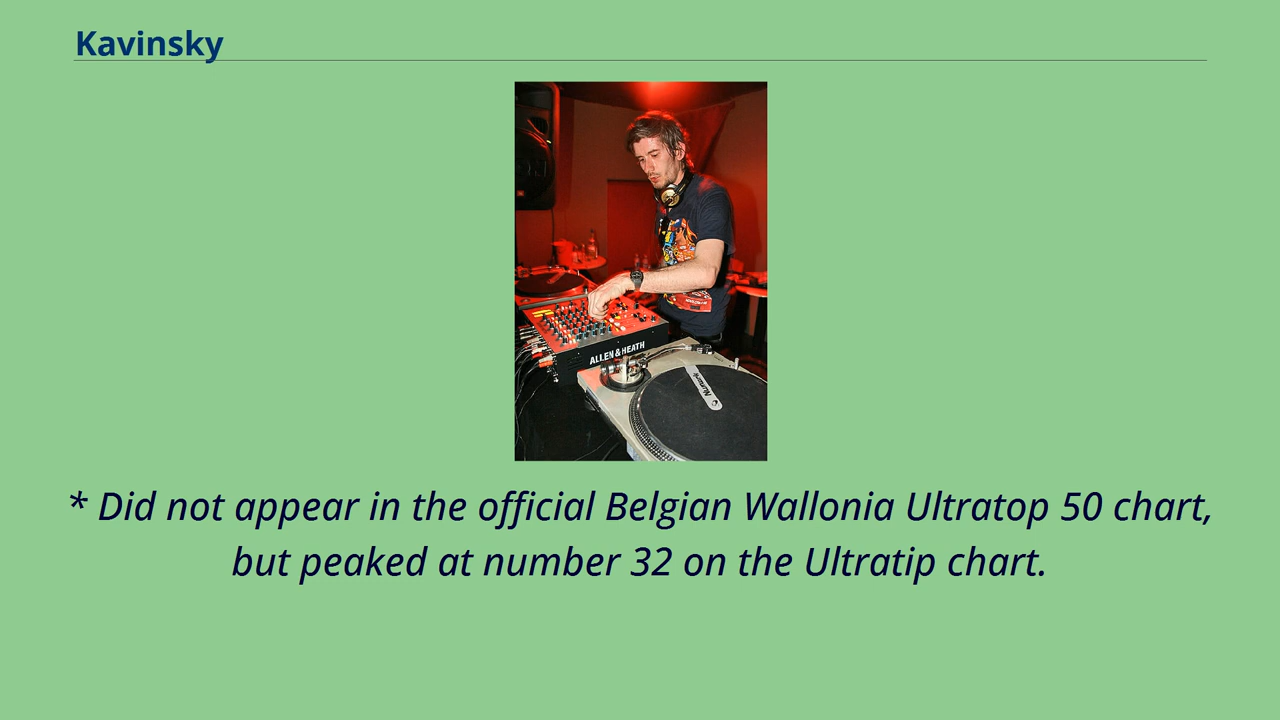 Kavinsky
ALLEN&HEATH
Numark
* Did not appear in the official Belgian Wallonia Ultratop 50 chart,
but peaked at number 32 on the Ultratip chart.